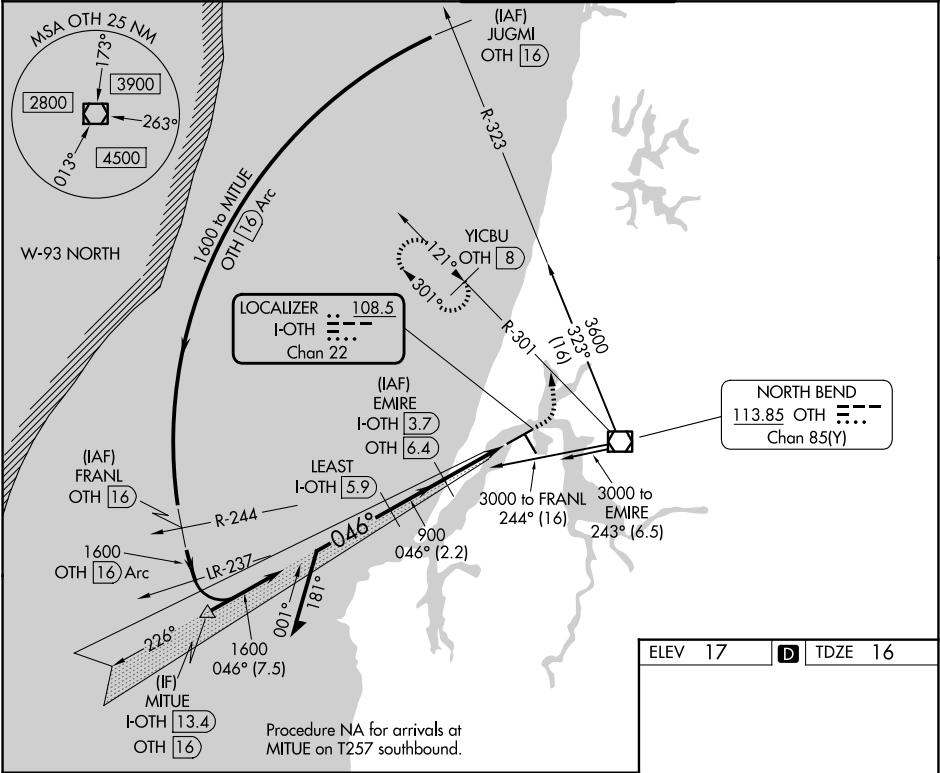 MSA OTH 25 NM
173°
3900
2800
263°
4500
013°
W-93 NORTH
(IAF)
JUGMI
OTH 16
R-323
1600 to MITUE
OTH 16 Arc
YICBU
OTH 8
121°
301°
R-301
LOCALIZER 108.5
I-OTH
Chan 22
3600
323°
(16)
NORTH BEND
113.85 OTH
Chan 85(Y)
(IAF)
EMIRE
I-OTH 3.7
OTH 6.4
LEAST
I-OTH 5.9
(IAF)
FRANL
OTH 16
R-244
046°
3000 to FRANL
244° (16)
3000 to
EMIRE
243° (6.5)
900
046° (2.2)
1600
OTH 16 Arc
LR-237
001°
181°
226°
1600
046° (7.5)
(IF)
MITUE
I-OTH 13.4
OTH 16
Procedure NA for arrivals at
MITUE on T257 southbound.
ELEV 17 D TDZE 16